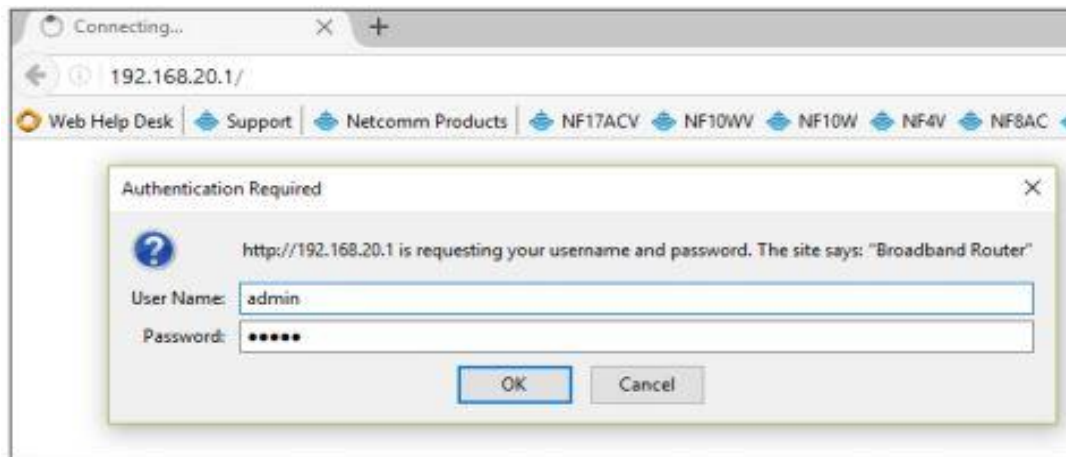 Connecting...
192.168.20.1/
Web Help Desk Support Netcomm Products NF17ACV NF10WV NF10W NF4V NF8AC
Authentication Required
http://192.168.20.1 is requesting your username and password. The site says: "Broadband Router"
User Name: admin
Password: •••••
OK Cancel